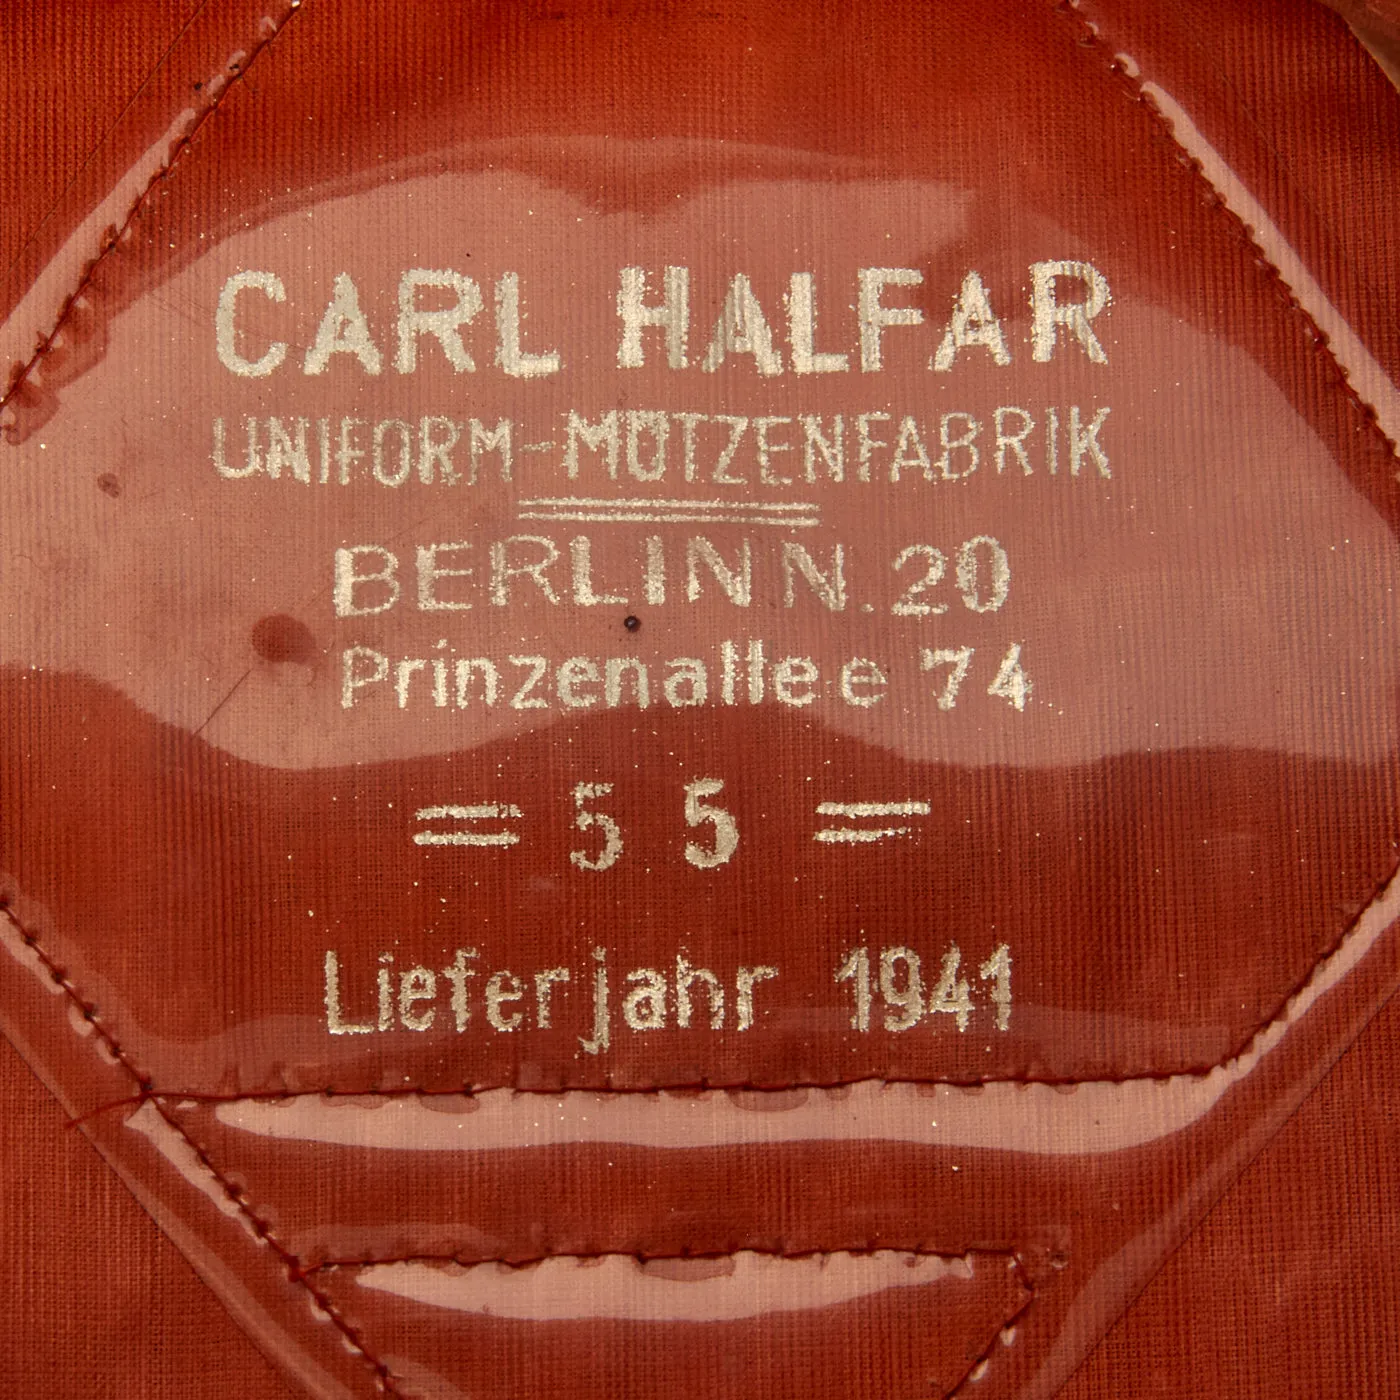 CARL HALFAR
UNIFORM-MÜTZENFABRIK
BERLIN N. 20
Prinzenallee 74
= 55 =
Lieferjahr 1941